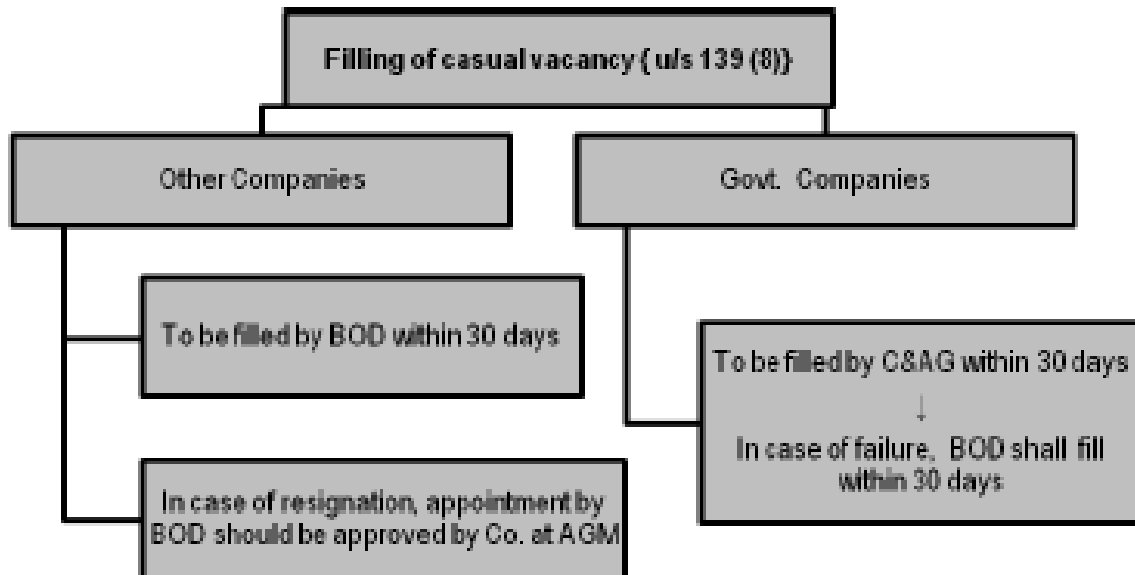 Filling of casual vacancy{ u/s 139 (8)}
Other Companies
Govt. Companies
To be filled by BOD within 30 days
In case of resignation, appointment by
BOD should be approved by Co. at AGM
To be filled by C&AG within 30 days
↓
In case of failure, BOD shall fill
within 30 days